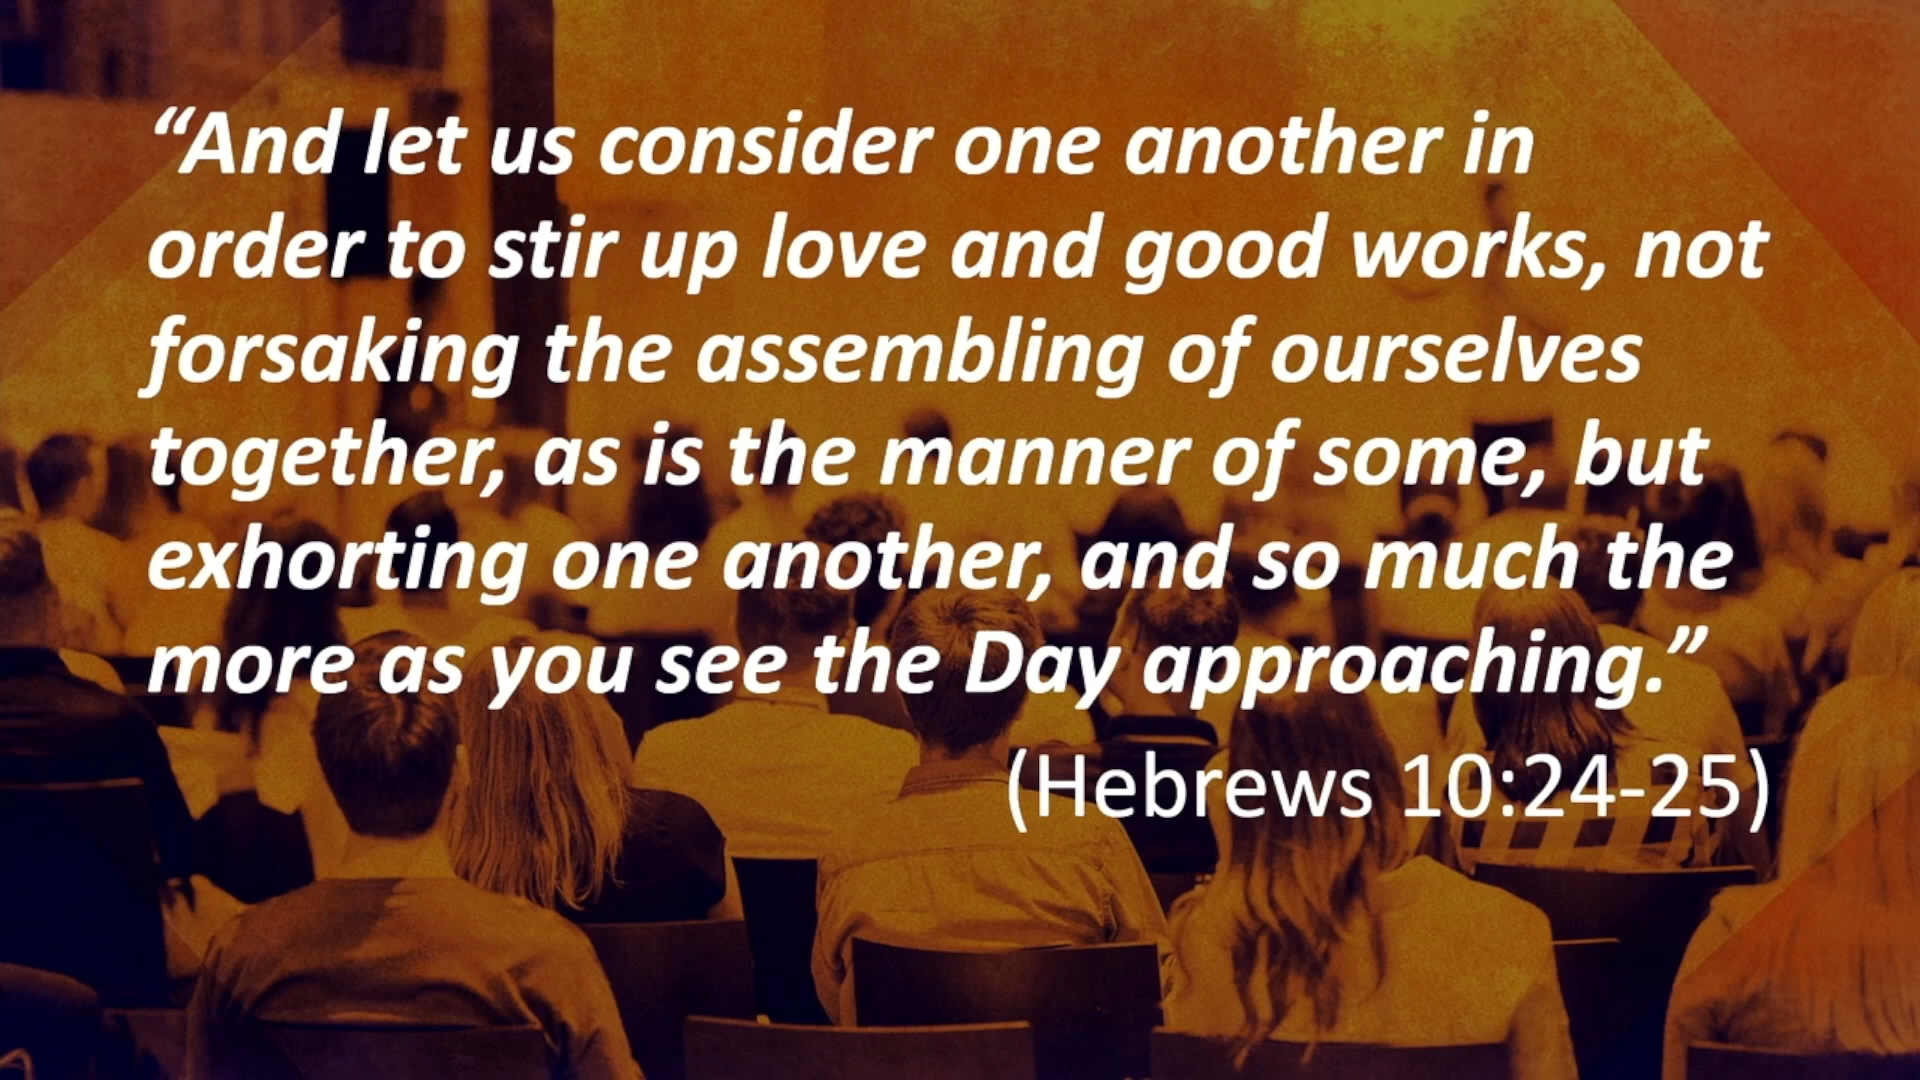 “And let us consider one another in
order to stir up love and good works, not
forsaking the assembling of ourselves
together, as is the manner of some, but
exhorting one another, and so much the
more as you see the Day approaching.”
(Hebrews 10:24-25)